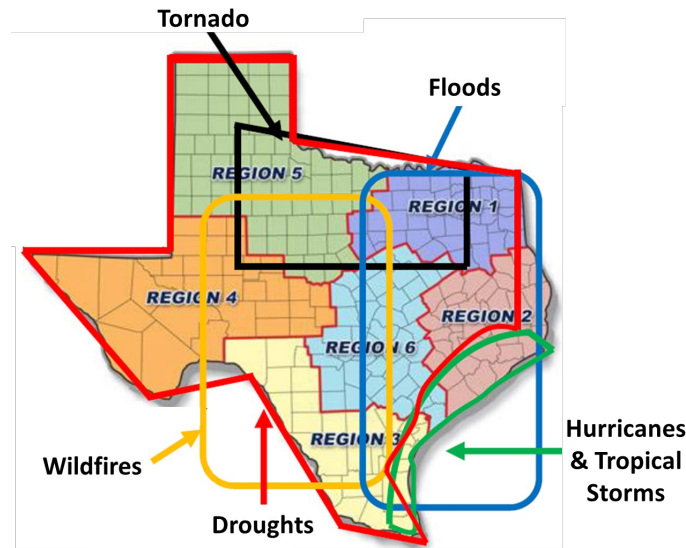 Tornado
Floods
REGION 5
REGION 1
REGION 4
REGION 2
REGION 6
REGION 3
Wildfires
Droughts
Hurricanes
& Tropical
Storms